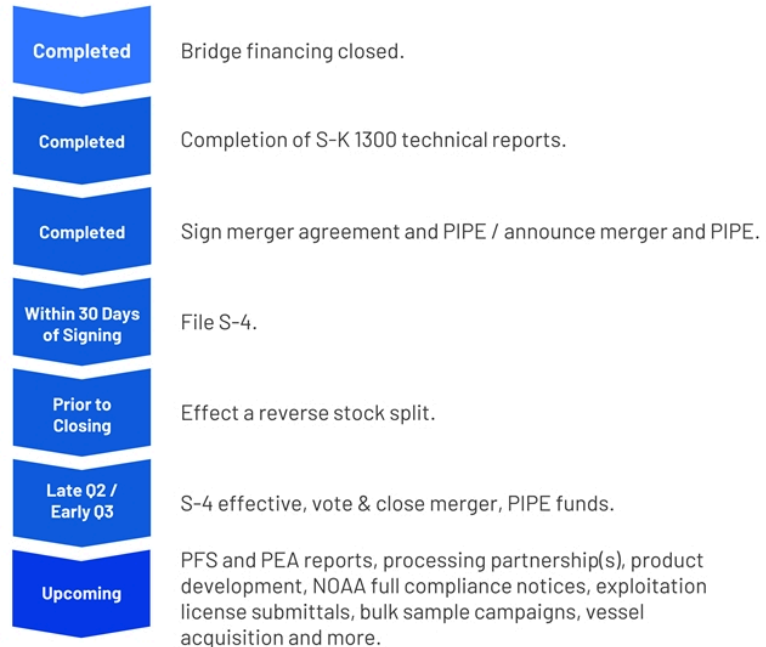 Completed
Bridge financing closed.
Completed
Completion of S-K 1300 technical reports.
Completed
Sign merger agreement and PIPE / announce merger and PIPE.
Within 30 Days
of Signing
File S-4.
Prior to
Closing
Effect a reverse stock split.
Late Q2 /
Early Q3
S-4 effective, vote & close merger, PIPE funds.
Upcoming
PFS and PEA reports, processing partnership(s), product
development, NOAA full compliance notices, exploitation
license submittals, bulk sample campaigns, vessel
acquisition and more.